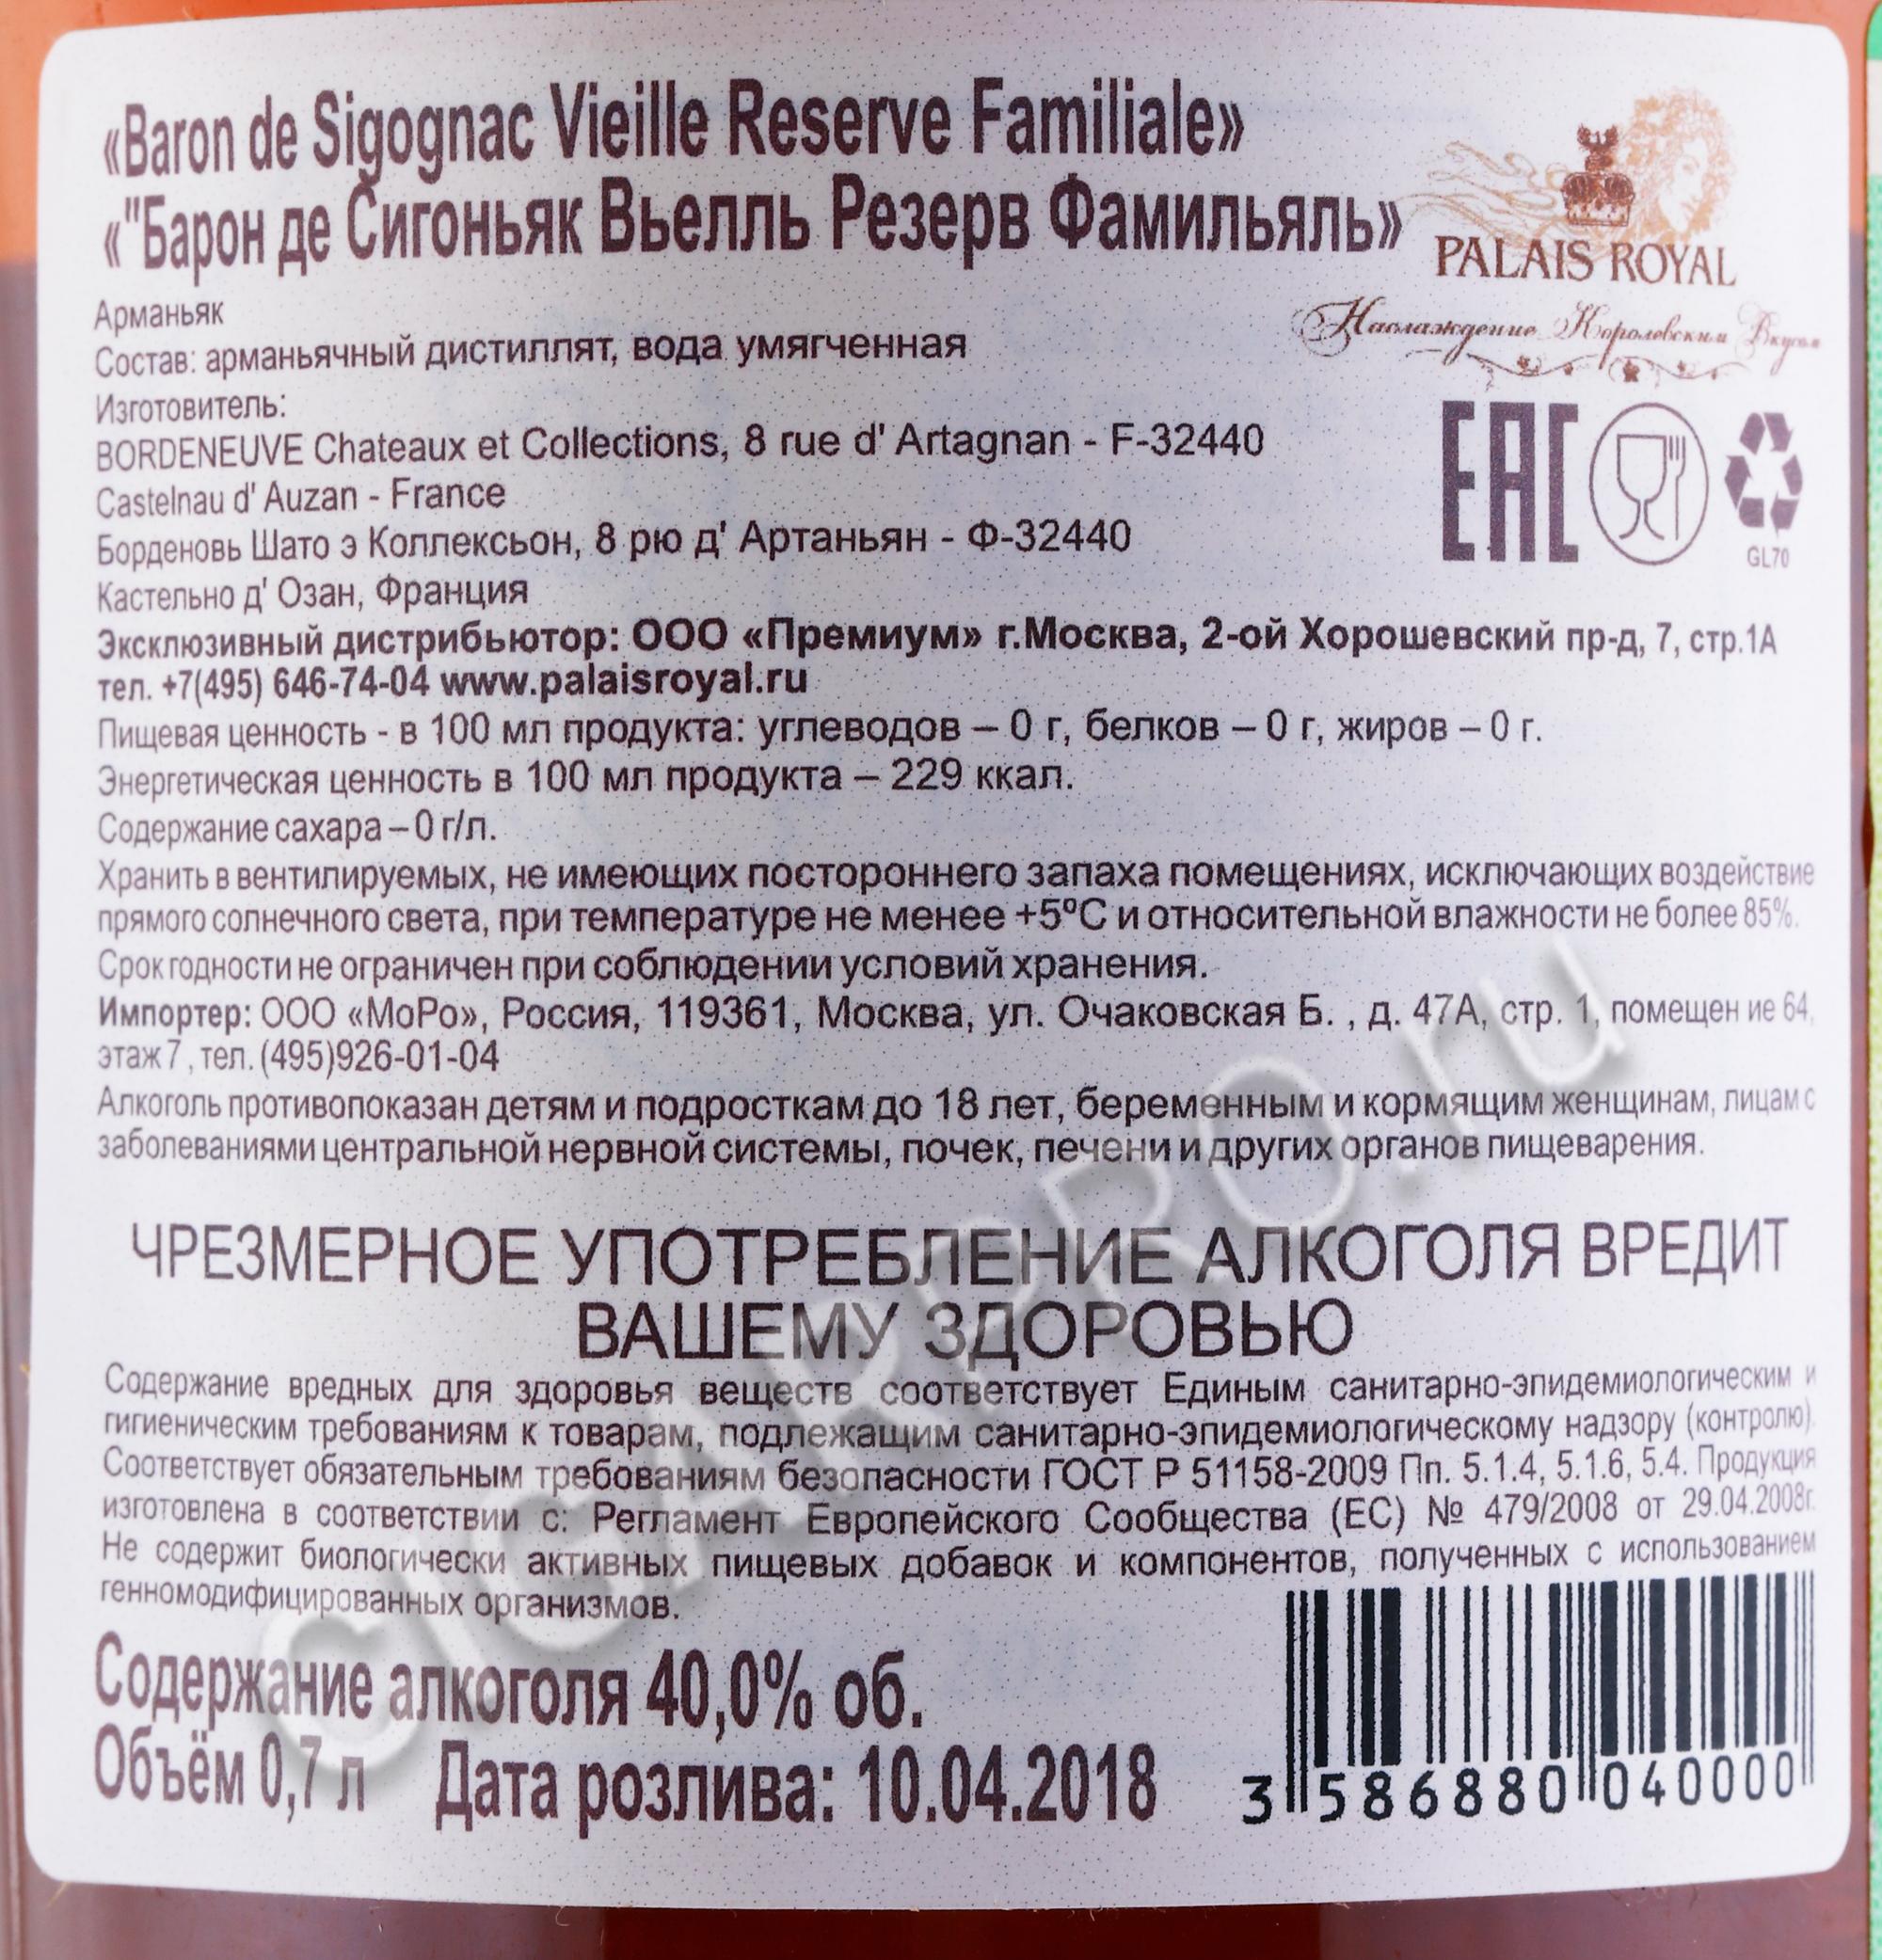 «Baron de Sigognac Vieille Reserve Familiale»
«"Барон де Сигоньяк Вьелль Резерв Фамильяль»
PALAIS ROYAL
Наслаждение Королевским Вкусом
Арманьяк
Состав: арманьячный дистиллят, вода умягченная
Изготовитель:
BORDENEUVE Chateaux et Collections, 8 rue d' Artagnan - F-32440
Castelnau d' Auzan - France
Борденовь Шато э Коллексьон, 8 рю д' Артаньян - Ф-32440
Кастельно д' Озан, Франция
EAC
GL70
Эксклюзивный дистрибьютор: ООО «Премиум» г.Москва, 2-ой Хорошевский пр-д, 7, стр.1А
тел. +7(495) 646-74-04 www.palaisroyal.ru
Пищевая ценность - в 100 мл продукта: углеводов – 0 г, белков – 0 г, жиров – 0 г.
Энергетическая ценность в 100 мл продукта – 229 ккал.
Содержание сахара – 0 г/л.
Хранить в вентилируемых, не имеющих постороннего запаха помещениях, исключающих воздействие
прямого солнечного света, при температуре не менее +5ºС и относительной влажности не более 85%.
Срок годности не ограничен при соблюдении условий хранения.
Импортер: ООО «МоРо», Россия, 119361, Москва, ул. Очаковская Б. , д. 47А, стр. 1, помещен ие 64,
этаж 7 , тел. (495)926-01-04
Алкоголь противопоказан детям и подросткам до 18 лет, беременным и кормящим женщинам, лицам с
заболеваниями центральной нервной системы, почек, печени и других органов пищеварения.
ЧРЕЗМЕРНОЕ УПОТРЕБЛЕНИЕ АЛКОГОЛЯ ВРЕДИТ
ВАШЕМУ ЗДОРОВЬЮ
Содержание вредных для здоровья веществ соответствует Единым санитарно-эпидемиологическим и
гигиеническим требованиям к товарам, подлежащим санитарно-эпидемиологическому надзору (контролю).
Соответствует обязательным требованиям безопасности ГОСТ Р 51158-2009 Пп. 5.1.4, 5.1.6, 5.4. Продукция
изготовлена в соответствии с: Регламент Европейского Сообщества (ЕС) № 479/2008 от 29.04.2008г.
Не содержит биологически активных пищевых добавок и компонентов, полученных с использованием
генномодифицированных организмов.
Содержание алкоголя 40,0% об.
Объём 0,7 л Дата розлива: 10.04.2018
3 586880 040000
CIGARPRO.ru